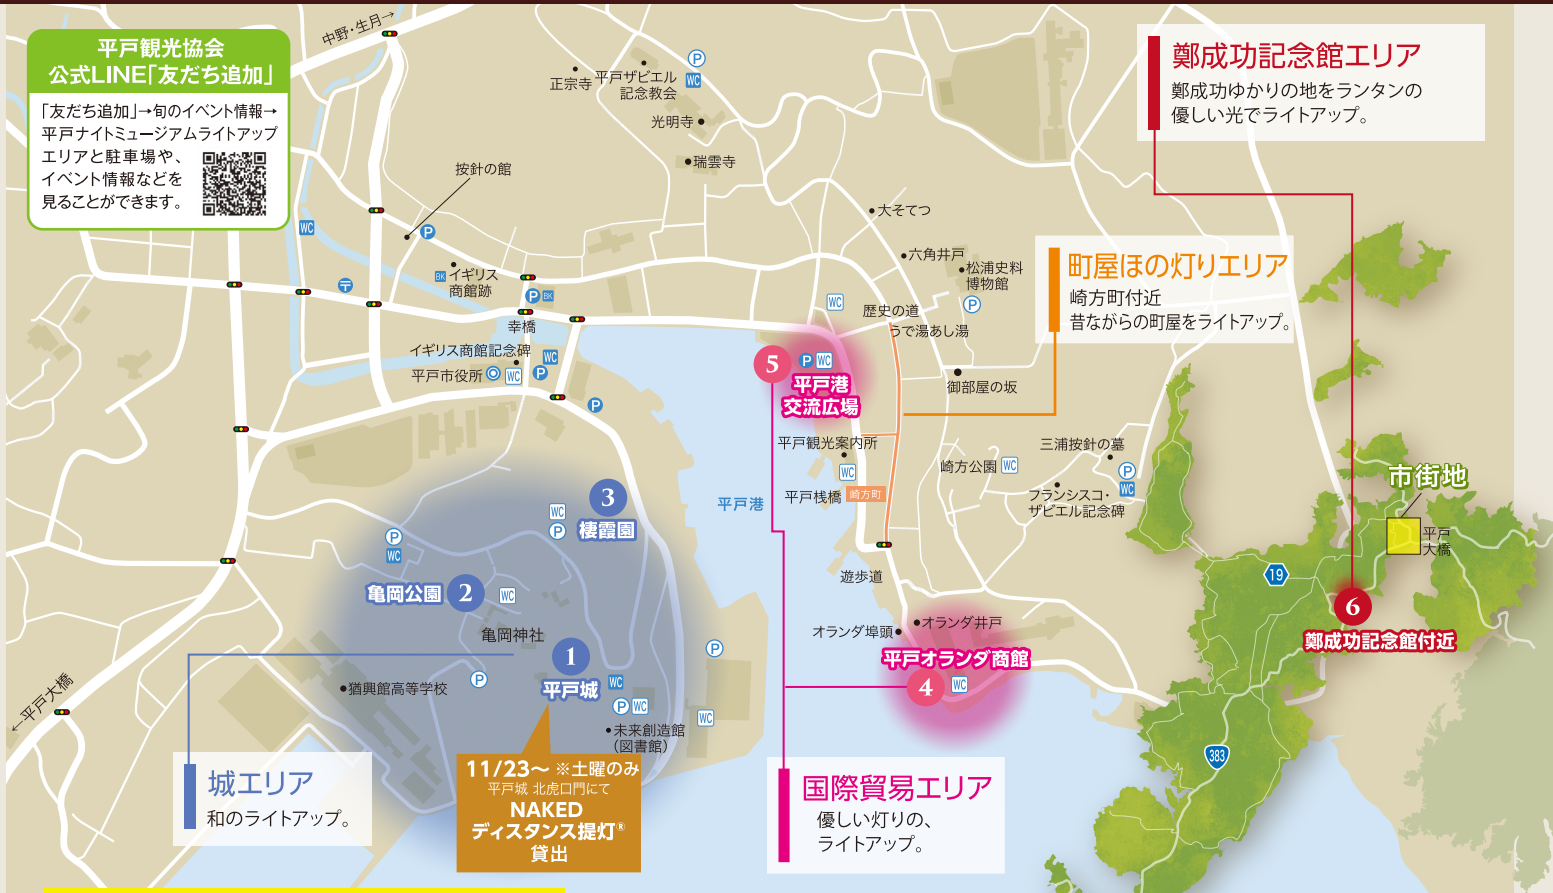 平戸観光協会
公式LINE「友だち追加」
「友だち追加」→旬のイベント情報→
平戸ナイトミュージアムライトアップ
エリアと駐車場や、
イベント情報などを
見ることができます。
中野・生月→
正宗寺
平戸ザビエル
記念教会
P
WC
光明寺
瑞雲寺
按針の館
P
WC
〒
BK
イギリス
商館跡
P
BK
幸橋
イギリス商館記念碑
平戸市役所
WC
WC
P
P
大そてつ
六角井戸
松浦史料
博物館
P
歴史の道
うで湯あし湯
WC
御部屋の坂
鄭成功記念館エリア
鄭成功ゆかりの地をランタンの
優しい光でライトアップ。
町屋ほの灯りエリア
崎方町付近
昔ながらの町屋をライトアップ。
5
P
WC
平戸港
交流広場
平戸観光案内所
WC
平戸桟橋
崎方町
平戸港
崎方公園
WC
三浦按針の墓
P
WC
フランシスコ・
ザビエル記念碑
遊歩道
オランダ埠頭
オランダ井戸
平戸オランダ商館
4
WC
3
棲霞園
WC
P
P
WC
亀岡公園
2
WC
亀岡神社
1
平戸城
P
WC
P
WC
未来創造館
(図書館)
P
WC
猶興館高等学校
←平戸大橋
城エリア
和のライトアップ。
11/23〜 ※土曜のみ
平戸城 北虎口門にて
NAKED
ディスタンス提灯®
貸出
国際貿易エリア
優しい灯りの、
ライトアップ。
市街地
平戸
大橋
19
6
鄭成功記念館付近
383